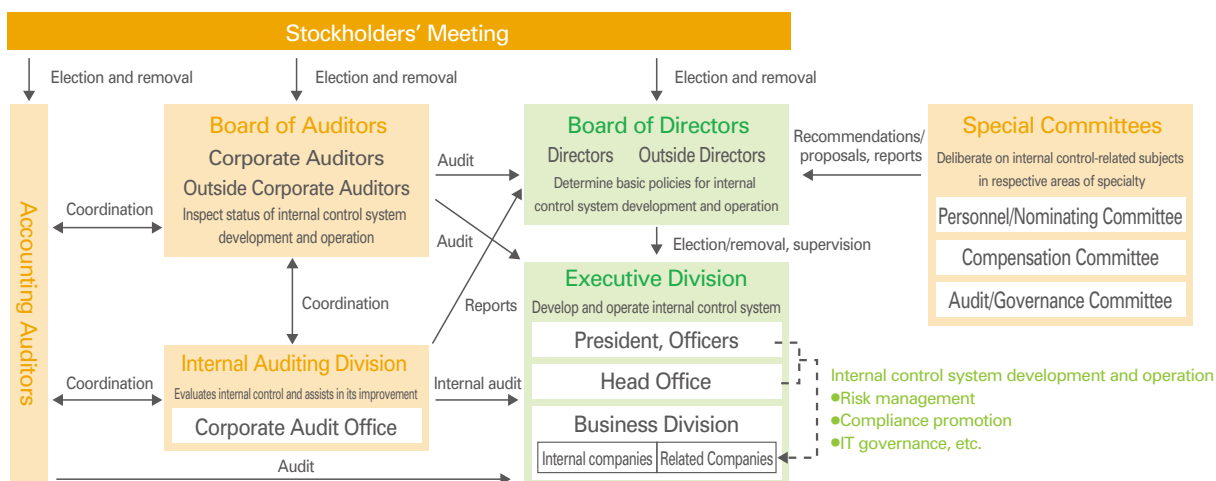 Stockholders' Meeting
Election and removal
Election and removal
Election and removal
Accounting Auditors
Coordination
Board of Auditors
Corporate Auditors
Outside Corporate Auditors
Inspect status of internal control system
development and operation
Audit
Audit
Board of Directors
Directors Outside Directors
Determine basic policies for internal
control system development and operation
Recommendations/
proposals, reports
Special Committees
Deliberate on internal control-related subjects
in respective areas of specialty
Personnel/Nominating Committee
Compensation Committee
Audit/Governance Committee
Election/removal, supervision
Coordination
Reports
Executive Division
Develop and operate internal control system
President, Officers
Head Office
Business Division
Internal companies
Related Companies
Coordination
Internal Auditing Division
Evaluates internal control and assists in its improvement
Corporate Audit Office
Internal audit
Internal control system development and operation
●Risk management
●Compliance promotion
●IT governance, etc.
Audit